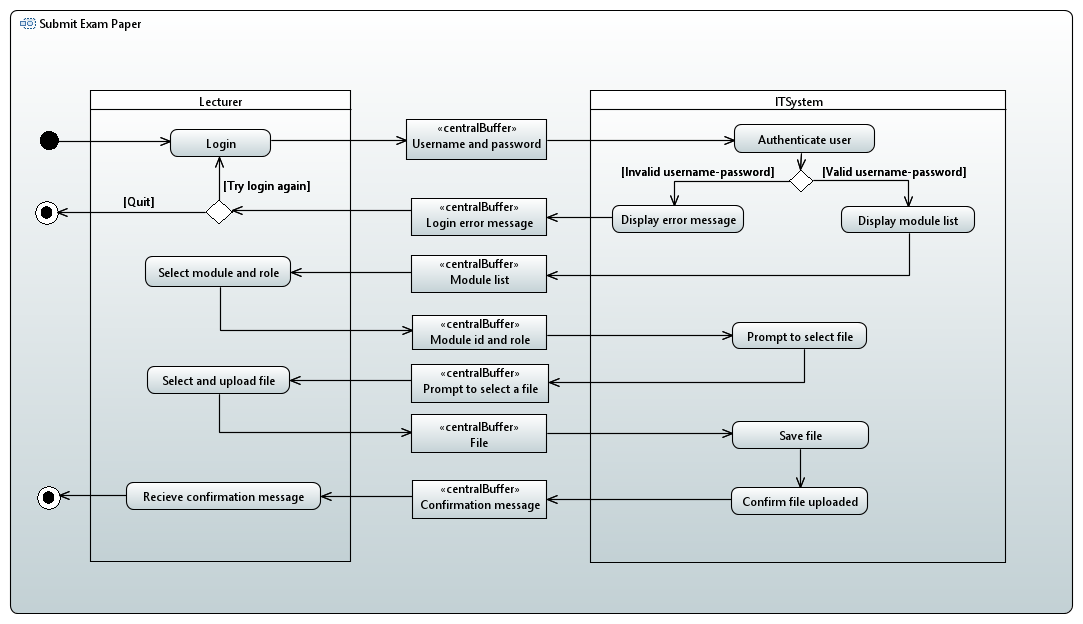 Submit Exam Paper
Lecturer
ITSystem
Login
«centralBuffer»
Username and password
Authenticate user
[Invalid username-password]
[Valid username-password]
[Try login again]
[Quit]
«centralBuffer»
Login error message
Display error message
Display module list
Select module and role
«centralBuffer»
Module list
«centralBuffer»
Module id and role
Prompt to select file
Select and upload file
«centralBuffer»
Prompt to select a file
«centralBuffer»
File
Save file
Recieve confirmation message
«centralBuffer»
Confirmation message
Confirm file uploaded